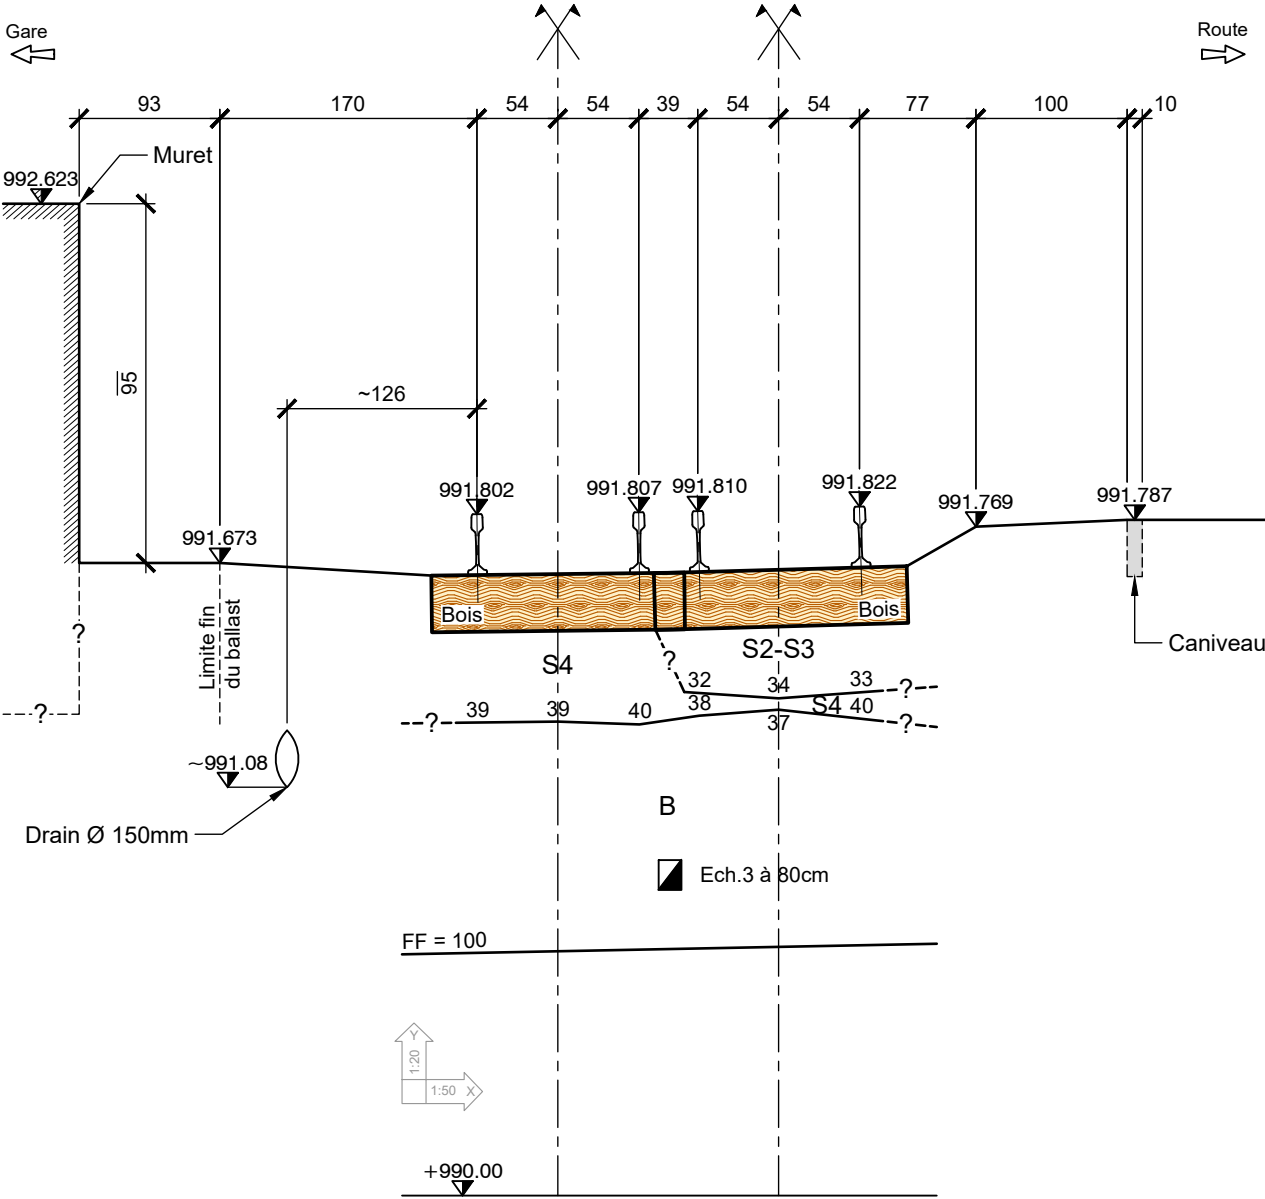 Gare
Route
93 170 54 54 39 54 54 77 100 10
Muret
992.623
95
~126
991.802
991.807
991.810
991.822
991.769
991.787
991.673
Bois
Bois
Limite fin
du ballast
?
Caniveau
S4
?
S2-S3
32 34 33 ?
?
? 39 39 40 38 37 S4 40 ?
~991.08
Drain Ø 150mm
B
Ech.3 à 80cm
FF = 100
Y
1:20
1:50 X
+990.00